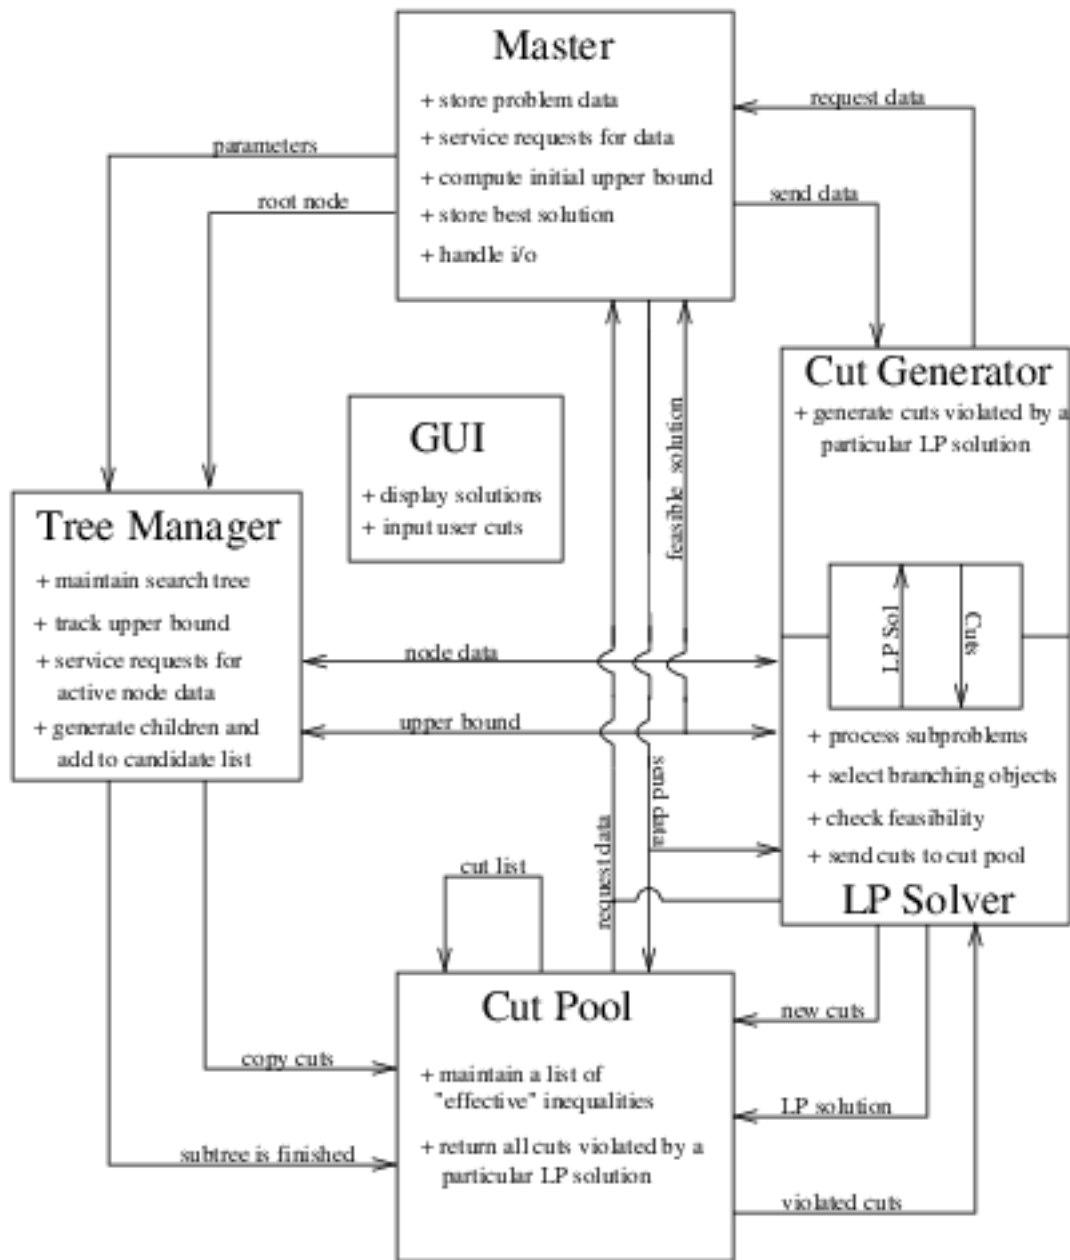 Master
+ store problem data
+ service requests for data
+ compute initial upper bound
+ store best solution
+ handle i/o
request data
send data
parameters
root node
Cut Generator
+ generate cuts violated by a
particular LP solution
GUI
+ display solutions
+ input user cuts
feasible solution
Tree Manager
+ maintain search tree
+ track upper bound
+ service requests for
active node data
+ generate children and
add to candidate list
LP Sol
Cuts
node data
upper bound
+ process subproblems
+ select branching objects
+ check feasibility
+ send cuts to cut pool
LP Solver
send data
request data
cut list
Cut Pool
+ maintain a list of
"effective" inequalities
+ return all cuts violated by a
particular LP solution
new cuts
LP solution
violated cuts
copy cuts
subtree is finished